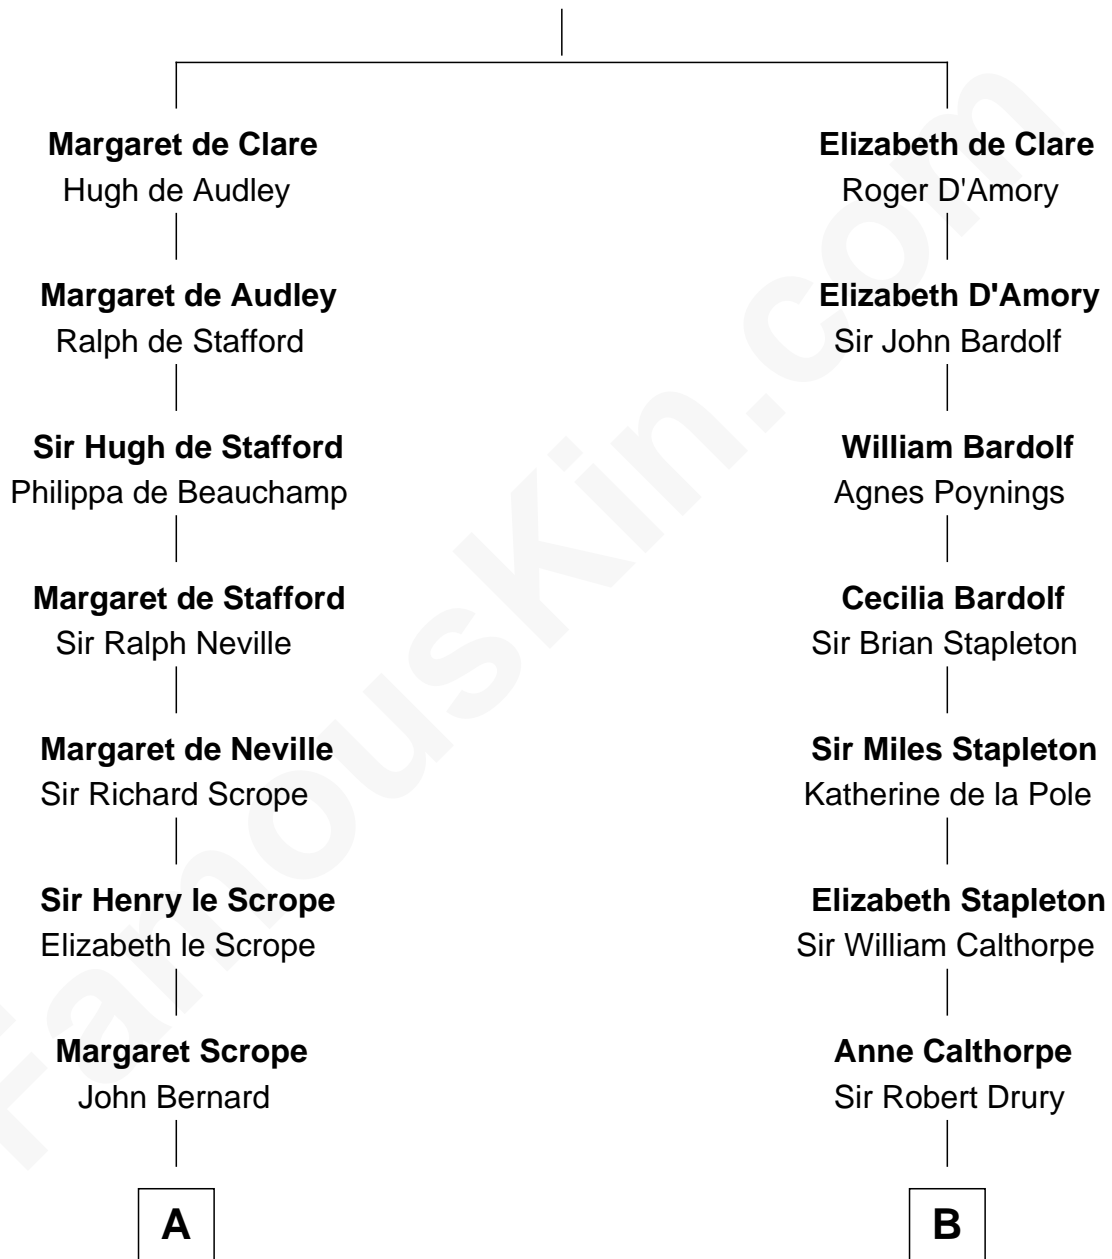 Margaret de Clare
Hugh de Audley
Margaret de Audley
Ralph de Stafford
Sir Hugh de Stafford
Philippa de Beauchamp
Margaret de Stafford
Sir Ralph Neville
Margaret de Neville
Sir Richard Scrope
Sir Henry le Scrope
Elizabeth le Scrope
Margaret Scrope
John Bernard
A
Elizabeth de Clare
Roger D'Amory
Elizabeth D'Amory
Sir John Bardolf
William Bardolf
Agnes Poynings
Cecilia Bardolf
Sir Brian Stapleton
Sir Miles Stapleton
Katherine de la Pole
Elizabeth Stapleton
Sir William Calthorpe
Anne Calthorpe
Sir Robert Drury
B
FamousKin.com